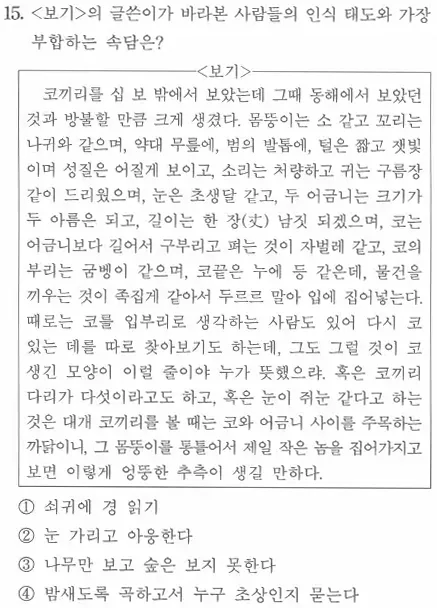 15. <보기>의 글쓴이가 바라본 사람들의 인식 태도와 가장
부합하는 속담은?
<보기>
코끼리를 십 보 밖에서 보았는데 그때 동해에서 보았던
것과 방불할 만큼 크게 생겼다. 몸뚱이는 소 같고 꼬리는
나귀와 같으며, 약대 무릎에, 범의 발톱에, 털은 짧고 잿빛
이며 성질은 어질게 보이고, 소리는 처량하고 귀는 구름장
같이 드리웠으며, 눈은 초생달 같고, 두 어금니는 크기가
두 아름은 되고, 길이는 한 장(丈) 남짓 되겠으며, 코는
어금니보다 길어서 구부리고 펴는 것이 자벌레 같고, 코의
부리는 굼벵이 같으며, 코끝은 누에 등 같은데, 물건을
끼우는 것이 족집게 같아서 두르르 말아 입에 집어넣는다.
때로는 코를 입부리로 생각하는 사람도 있어 다시 코
있는 데를 따로 찾아보기도 하는데, 그도 그럴 것이 코
생긴 모양이 이럴 줄이야 누가 뜻했으랴. 혹은 코끼리
다리가 다섯이라고도 하고, 혹은 눈이 쥐눈 같다고 하는
것은 대개 코끼리를 볼 때는 코와 어금니 사이를 주목하는
까닭이니, 그 몸뚱이를 통틀어서 제일 작은 놈을 집어가지고
보면 이렇게 엉뚱한 추측이 생길 만하다.
① 쇠귀에 경 읽기
② 눈 가리고 아웅한다
③ 나무만 보고 숲은 보지 못한다
④ 밤새도록 곡하고서 누구 초상인지 묻는다